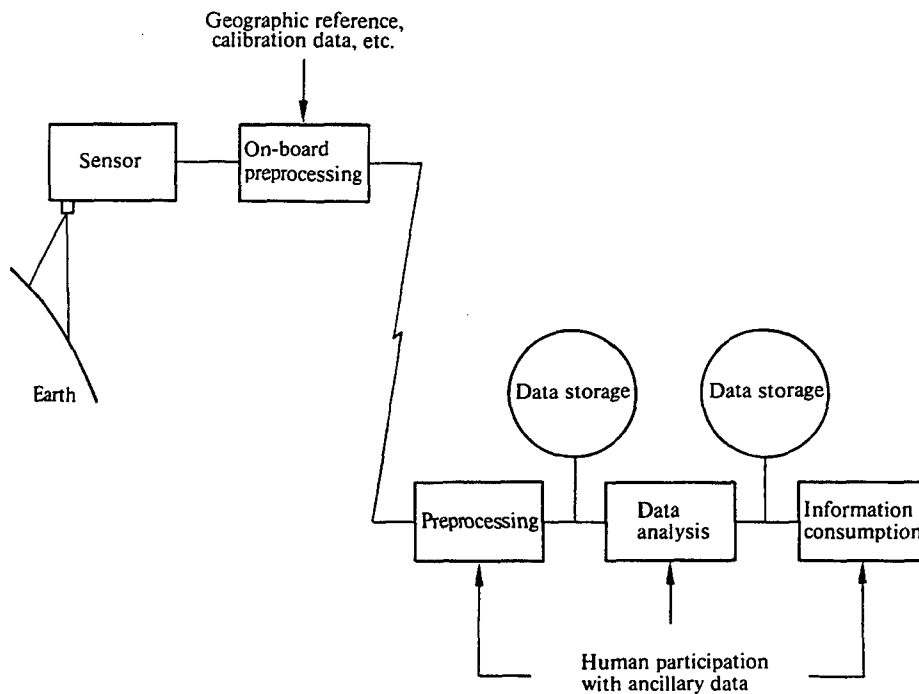 Geographic reference,
calibration data, etc.
Sensor
On-board
preprocessing
Earth
Data storage
Data storage
Preprocessing
Data
analysis
Information
consumption
Human participation
with ancillary data